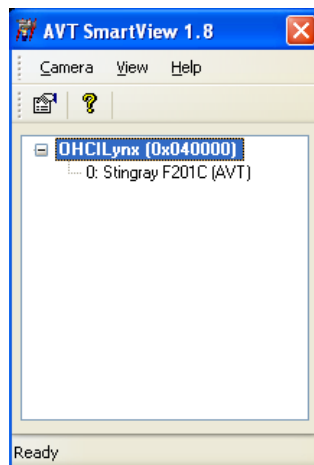 AVT SmartView 1.8
Camera View Help
OHCILynx (0x040000)
0: Stingray F201C (AVT)
Ready